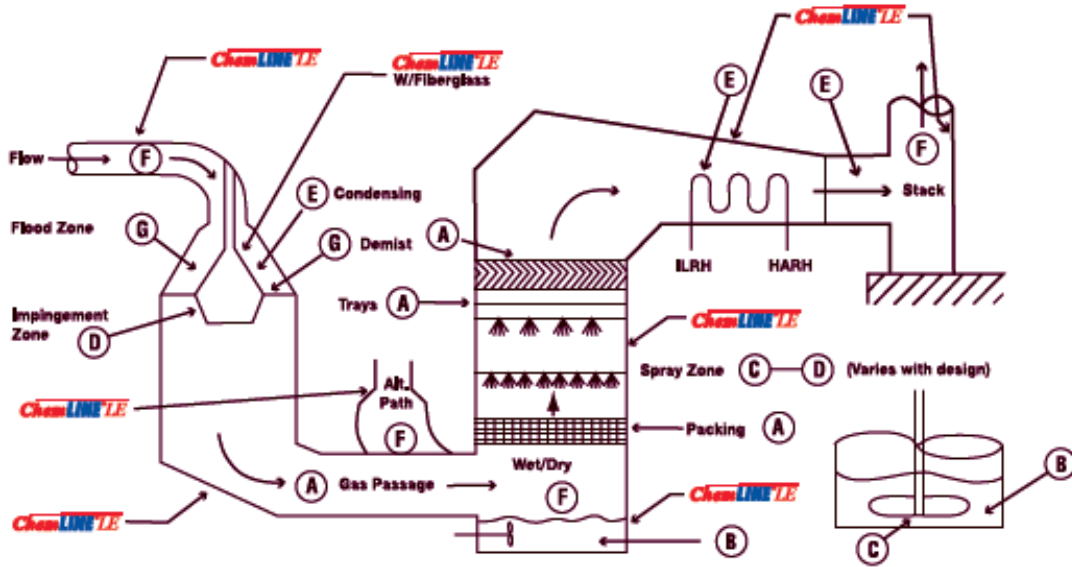 ChemLINE LE
ChemLINE LE
W/Fiberglass
ChemLINE LE
E
E
Flow
F
F
Stack
E Condensing
Flood Zone
G
G Demist
A
ILRH
HARH
Trays A
Impingement
Zone
D
ChemLINE LE
Spray Zone C D (Varies with design)
Alt.
Path
F
ChemLINE LE
Packing A
Wet/Dry
F
A Gas Passage
ChemLINE LE
B
ChemLINE LE
B
C